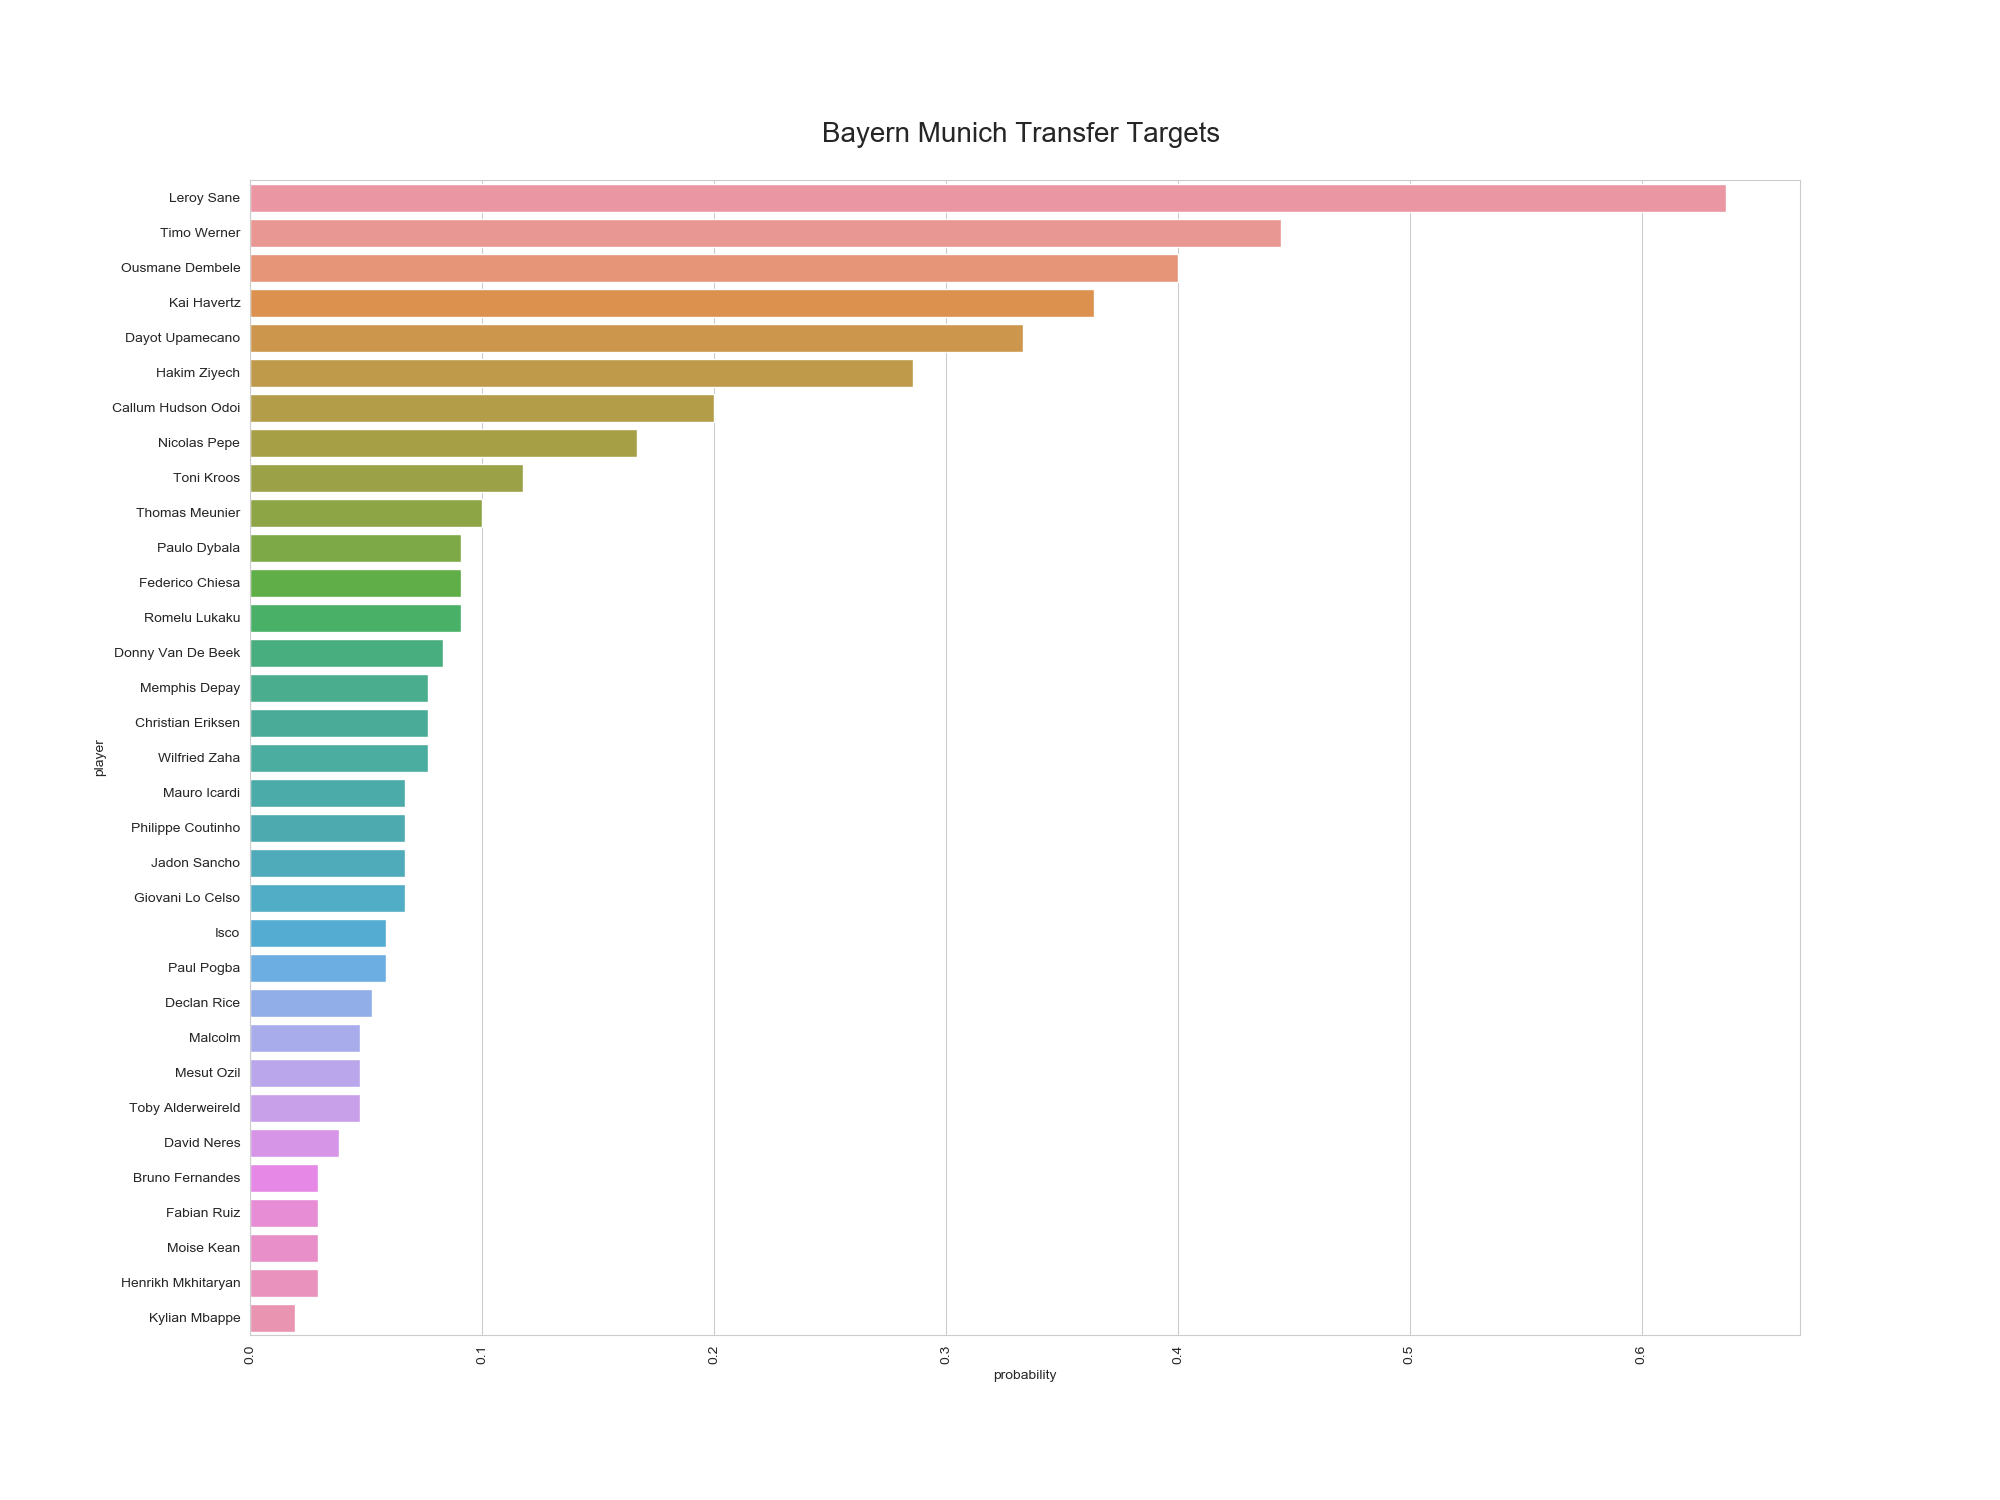 Bayern Munich Transfer Targets
Leroy Sane
Timo Werner
Ousmane Dembele
Kai Havertz
Dayot Upamecano
Hakim Ziyech
Callum Hudson Odoi
Nicolas Pepe
Toni Kroos
Thomas Meunier
Paulo Dybala
Federico Chiesa
Romelu Lukaku
Donny Van De Beek
Memphis Depay
Christian Eriksen
Wilfried Zaha
Mauro Icardi
Philippe Coutinho
Jadon Sancho
Giovani Lo Celso
Isco
Paul Pogba
Declan Rice
Malcolm
Mesut Ozil
Toby Alderweireld
David Neres
Bruno Fernandes
Fabian Ruiz
Moise Kean
Henrikh Mkhitaryan
Kylian Mbappe
player
0.0 0.1 0.2 0.3 0.4 0.5 0.6
probability